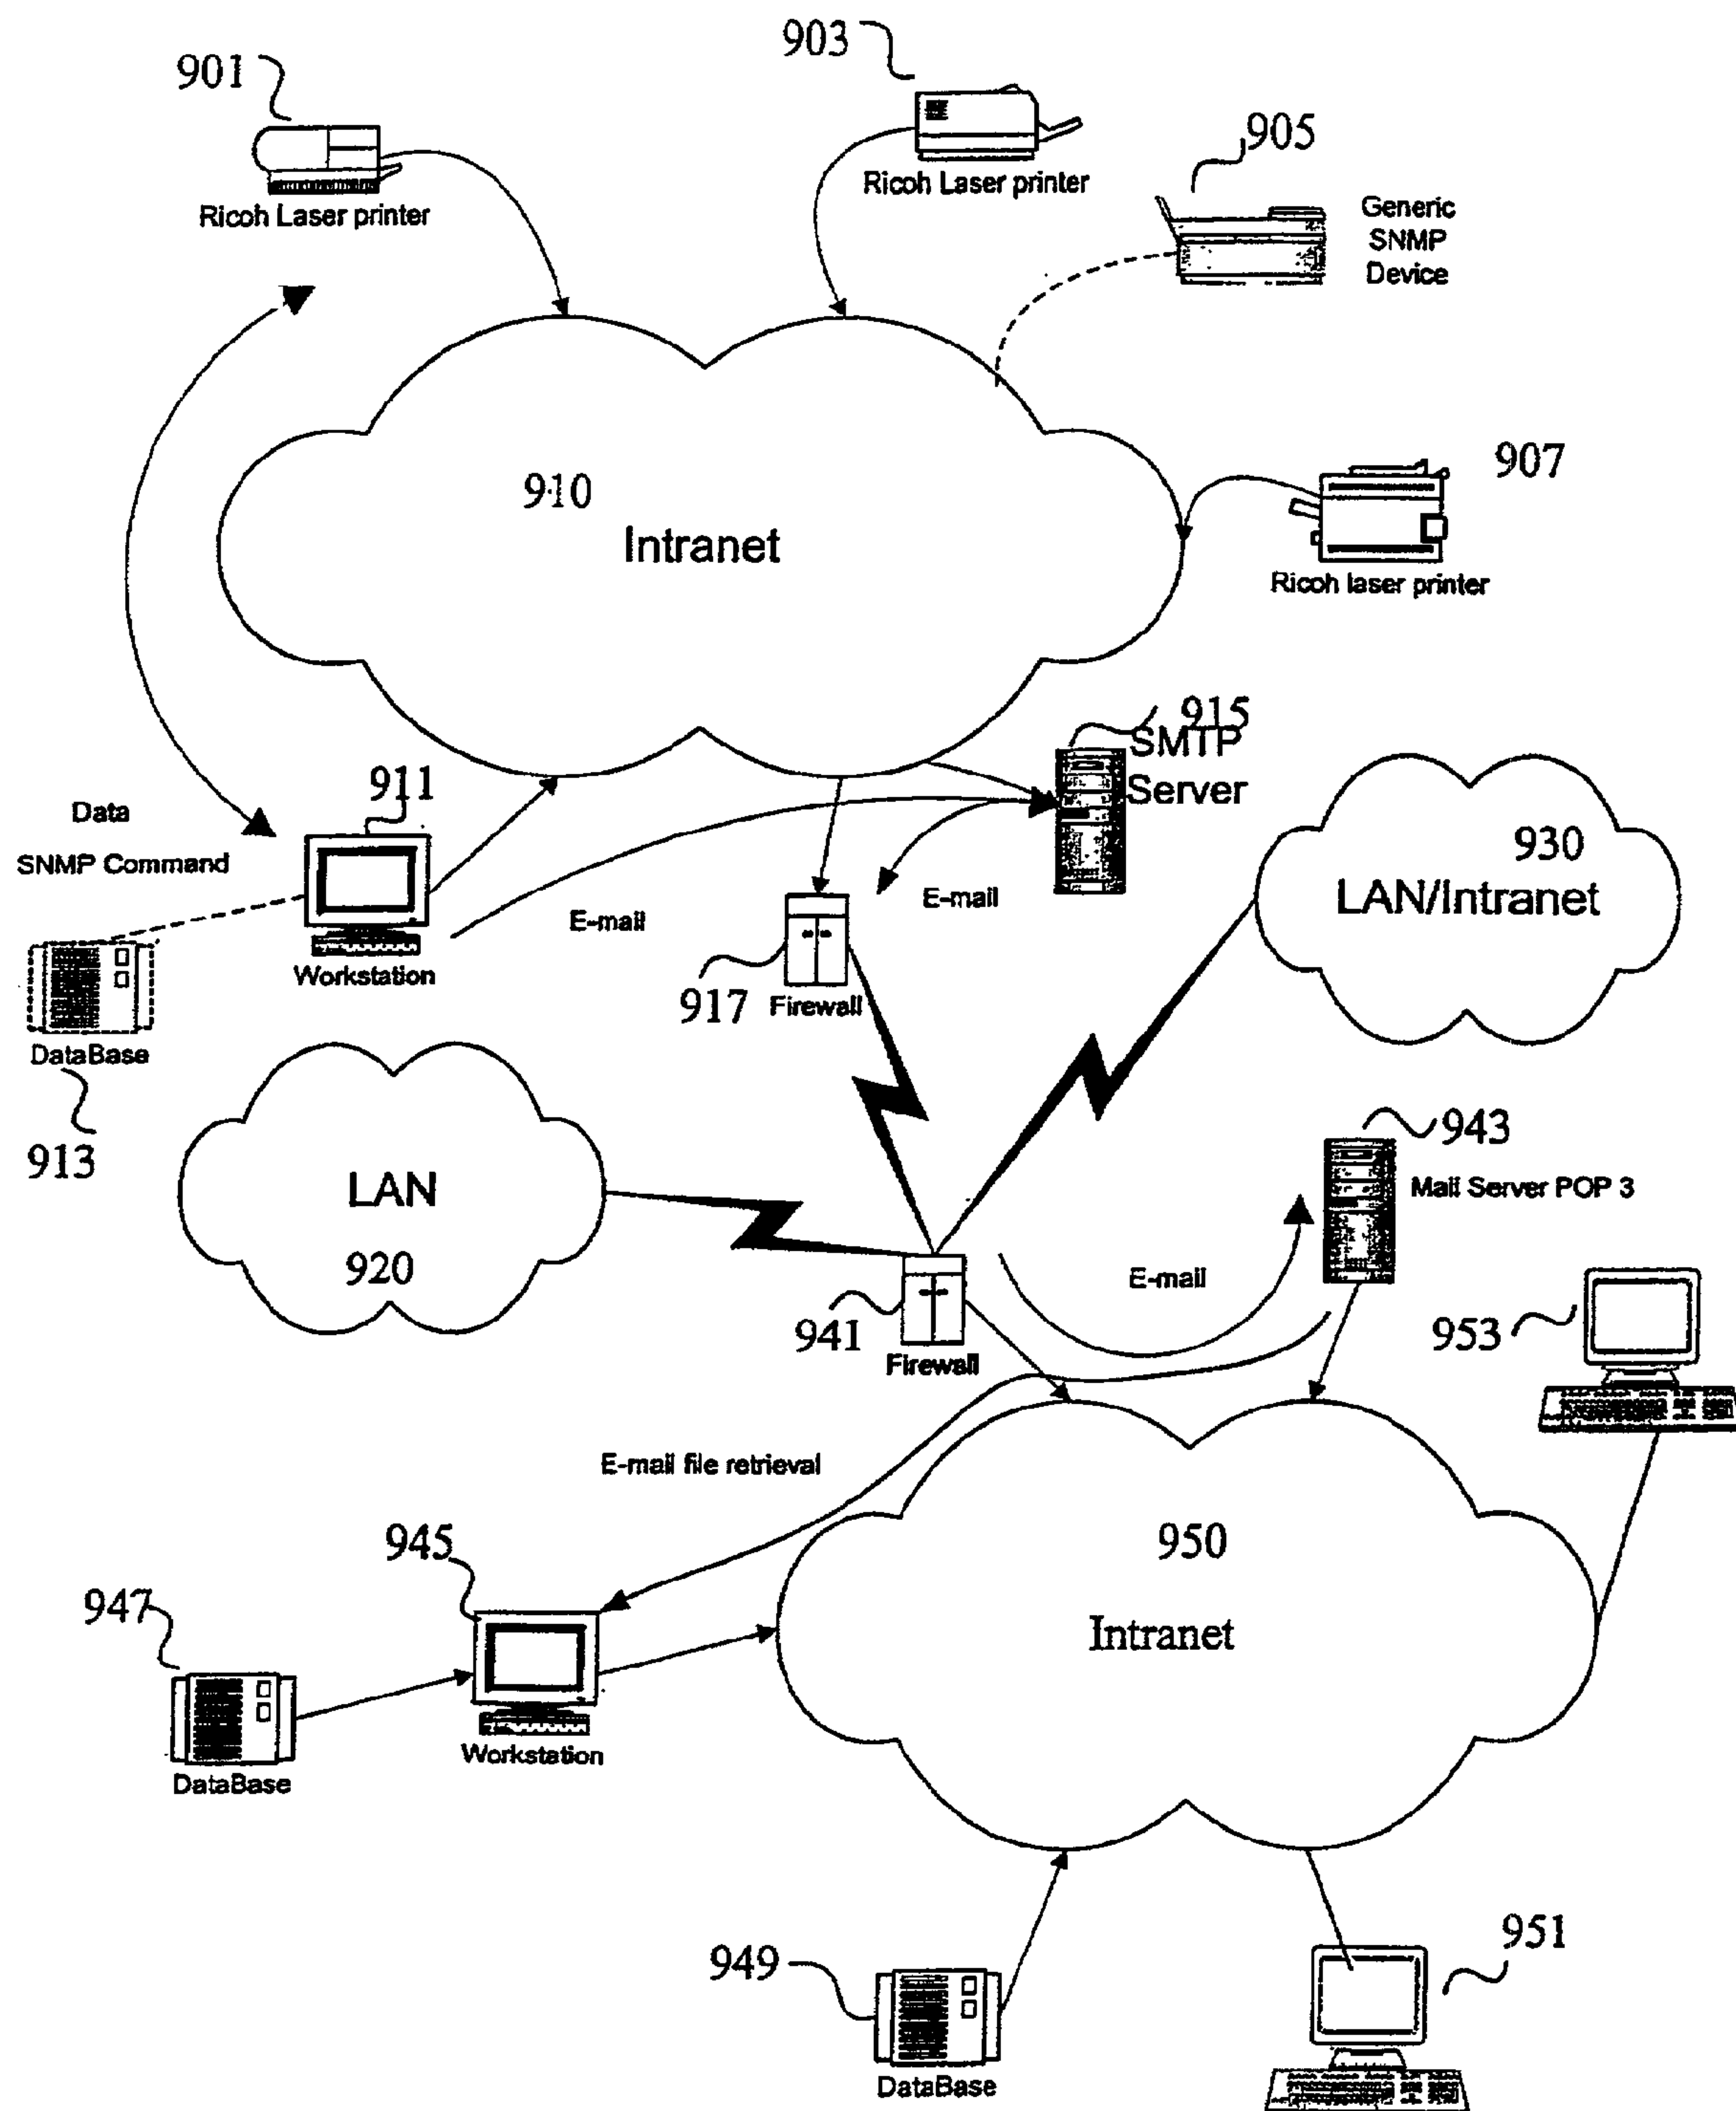 901
903
905
Ricoh Laser printer
Ricoh Laser printer
Generic
SNMP
Device
907
910
Intranet
Ricoh laser printer
915
SMTP
Server
911
Data
SNMP Command
930
LAN/Intranet
E-mail
E-mail
Workstation
917
Firewall
DataBase
913
943
LAN
Mail Server POP 3
920
E-mail
941
953
Firewall
E-mail file retrieval
945
950
947
Intranet
Workstation
DataBase
949
951
DataBase